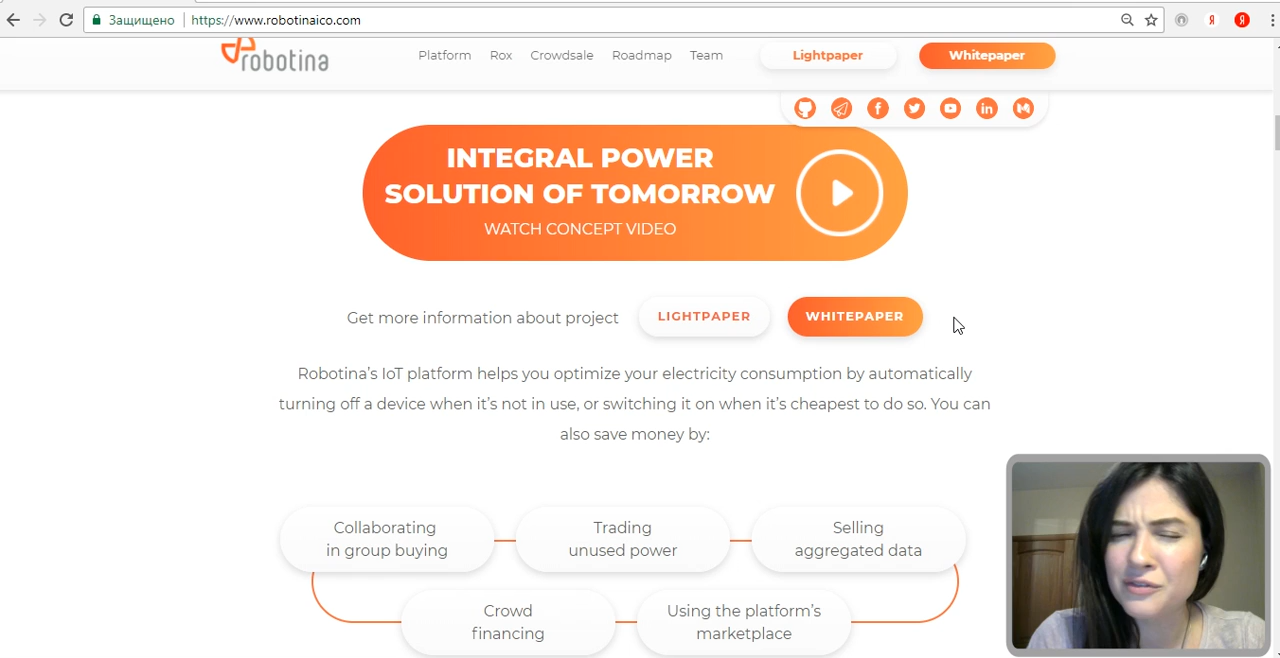 Защищено
https://www.robotinaico.com
Я
Я
robotina
Platform
Rox
Crowdsale
Roadmap
Team
Lightpaper
Whitepaper
INTEGRAL POWER
SOLUTION OF TOMORROW
WATCH CONCEPT VIDEO
Get more information about project
LIGHTPAPER
WHITEPAPER
Robotina’s IoT platform helps you optimize your electricity consumption by automatically
turning off a device when it’s not in use, or switching it on when it’s cheapest to do so. You can
also save money by:
Collaborating
in group buying
Trading
unused power
Selling
aggregated data
Crowd
financing
Using the platform’s
marketplace